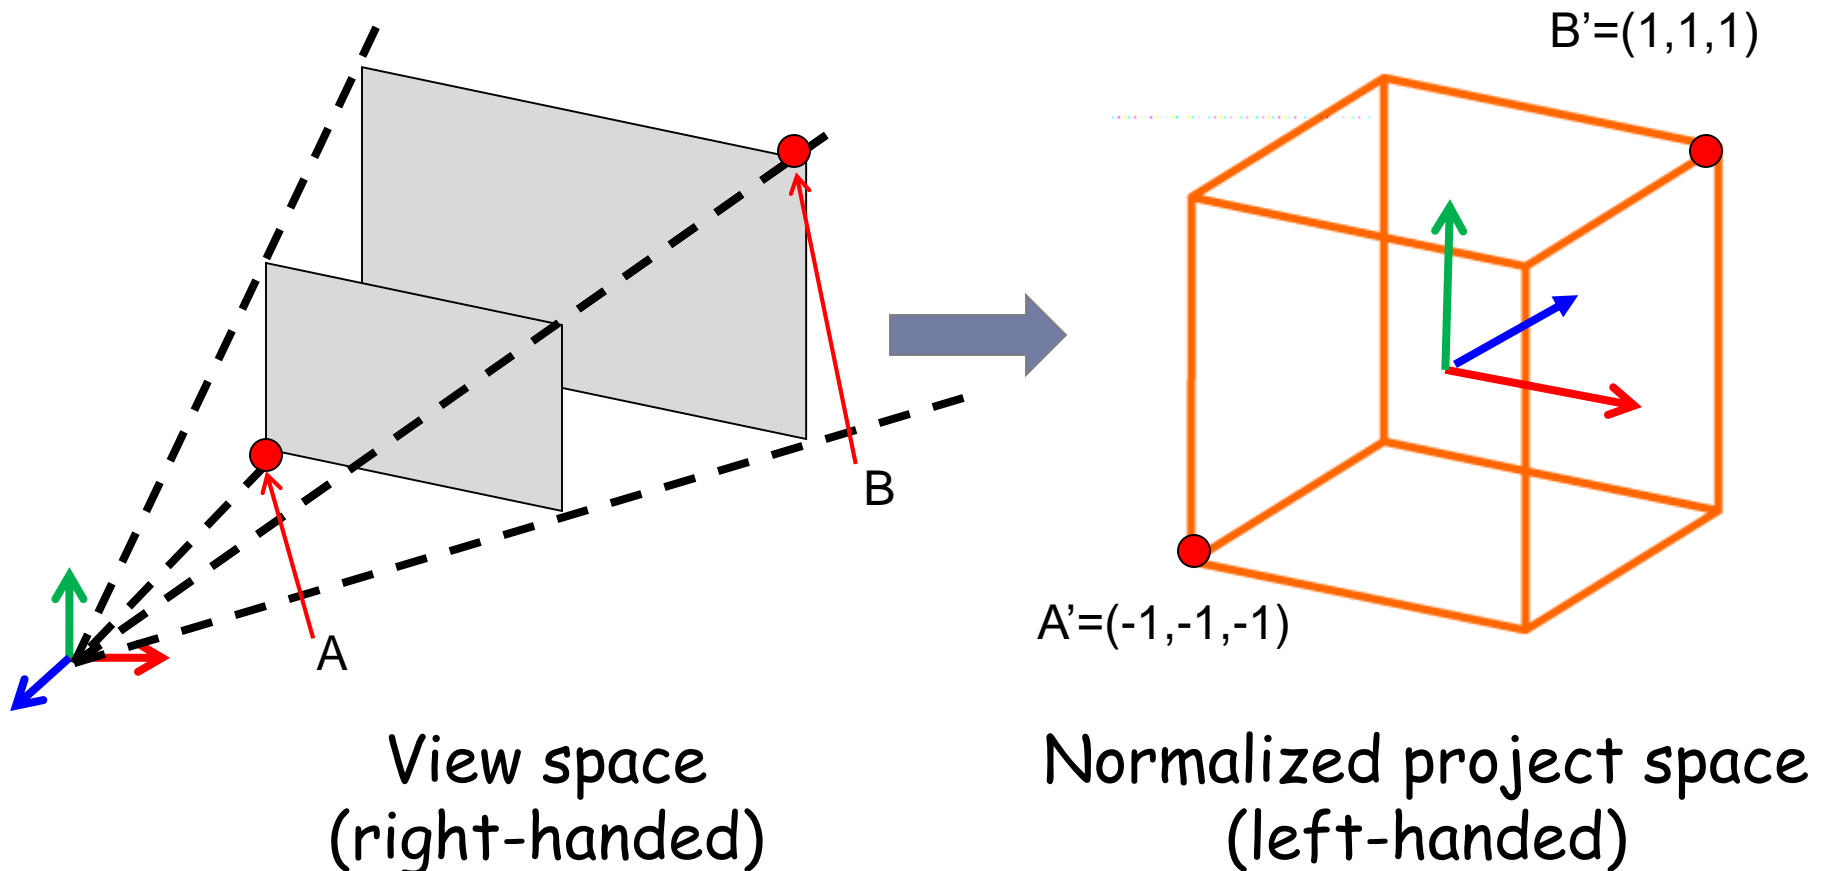 B’=(1,1,1)
B
A’=(-1,-1,-1)
A
View space
(right-handed)
Normalized project space
(left-handed)